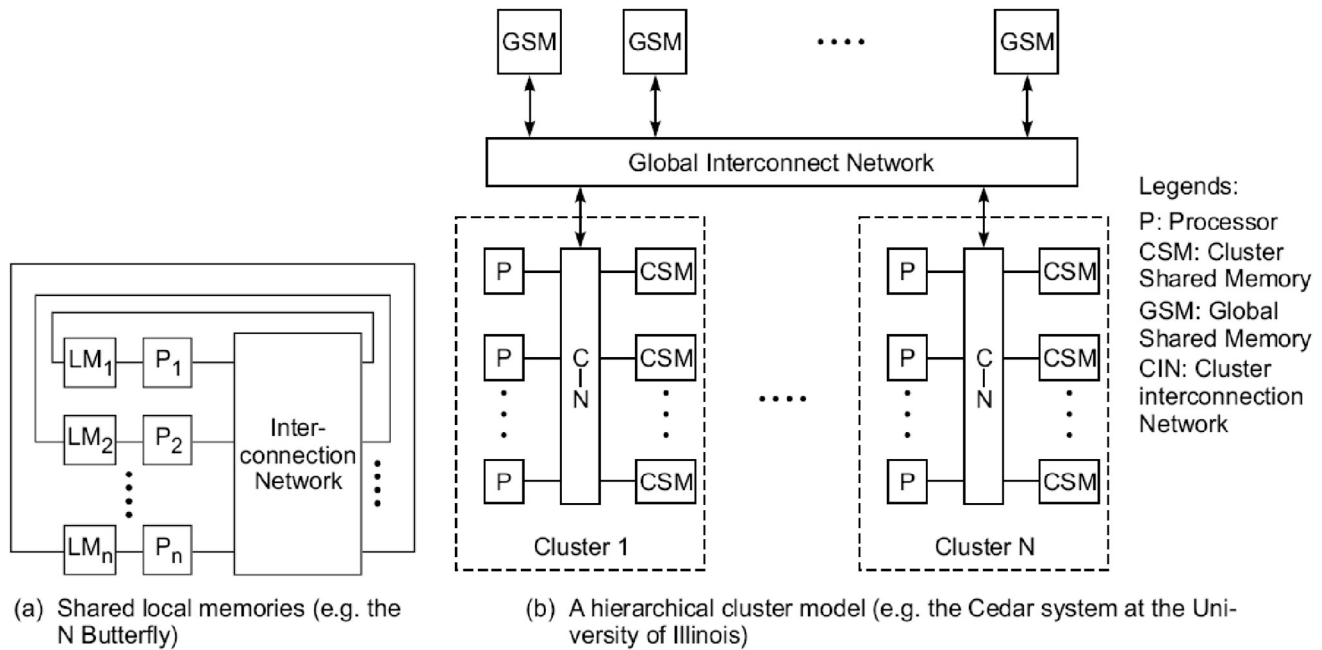 GSM GSM •••• GSM
Global Interconnect Network
Legends:
P: Processor
CSM: Cluster
Shared Memory
GSM: Global
Shared Memory
CIN: Cluster
interconnection
Network
P CSM
P CSM
P CSM
C
I
N
Cluster 1
••••
P CSM
P CSM
P CSM
C
I
N
Cluster N
LM1 P1
LM2 P2
LMn Pn
Inter-
connection
Network
(a) Shared local memories (e.g. the
N Butterfly)
(b) A hierarchical cluster model (e.g. the Cedar system at the Uni-
versity of Illinois)